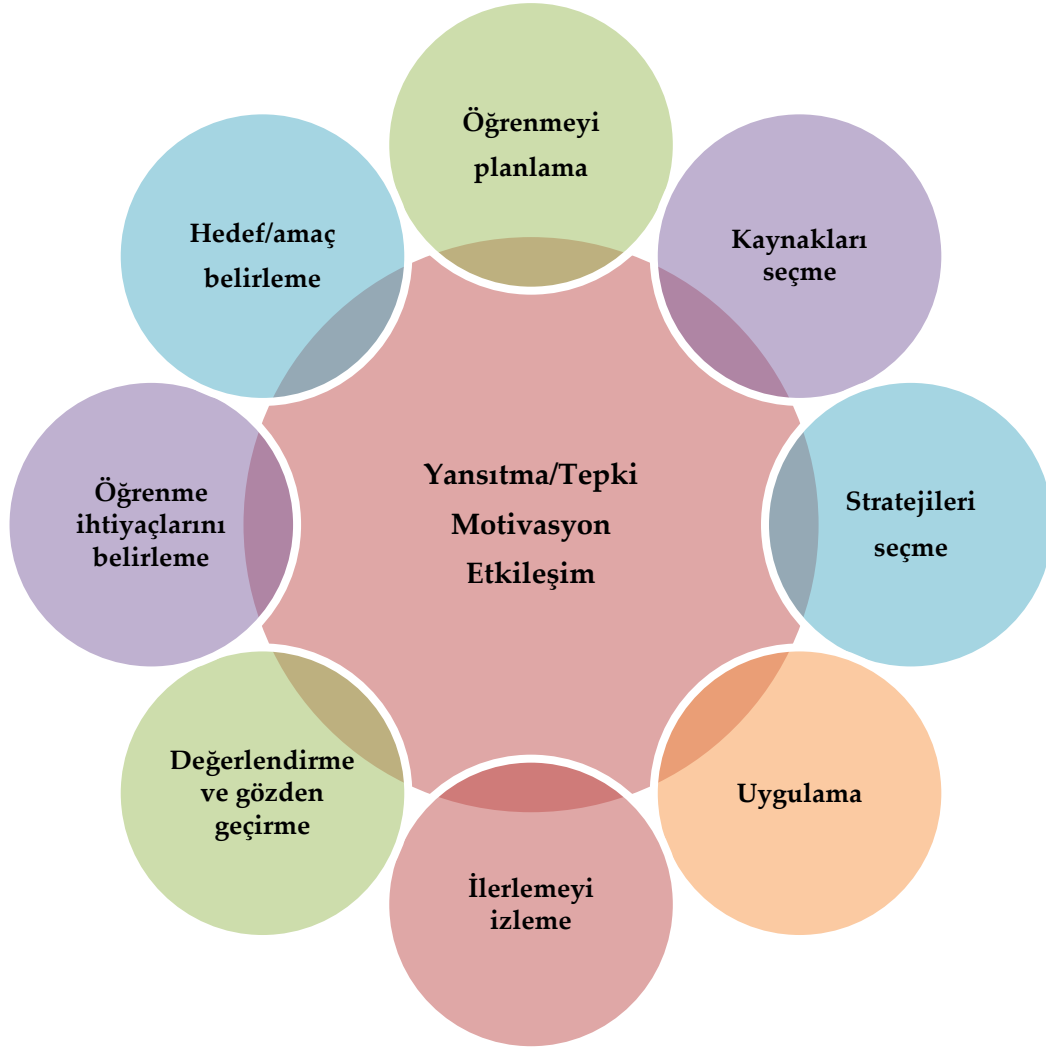 Öğrenmeyi
planlama
Kaynakları
seçme
Stratejileri
seçme
Uygulama
İlerlemeyi
izleme
Değerlendirme
ve gözden
geçirme
Öğrenme
ihtiyaçlarını
belirleme
Hedef/amaç
belirleme
Yansıtma/Tepki
Motivasyon
Etkileşim